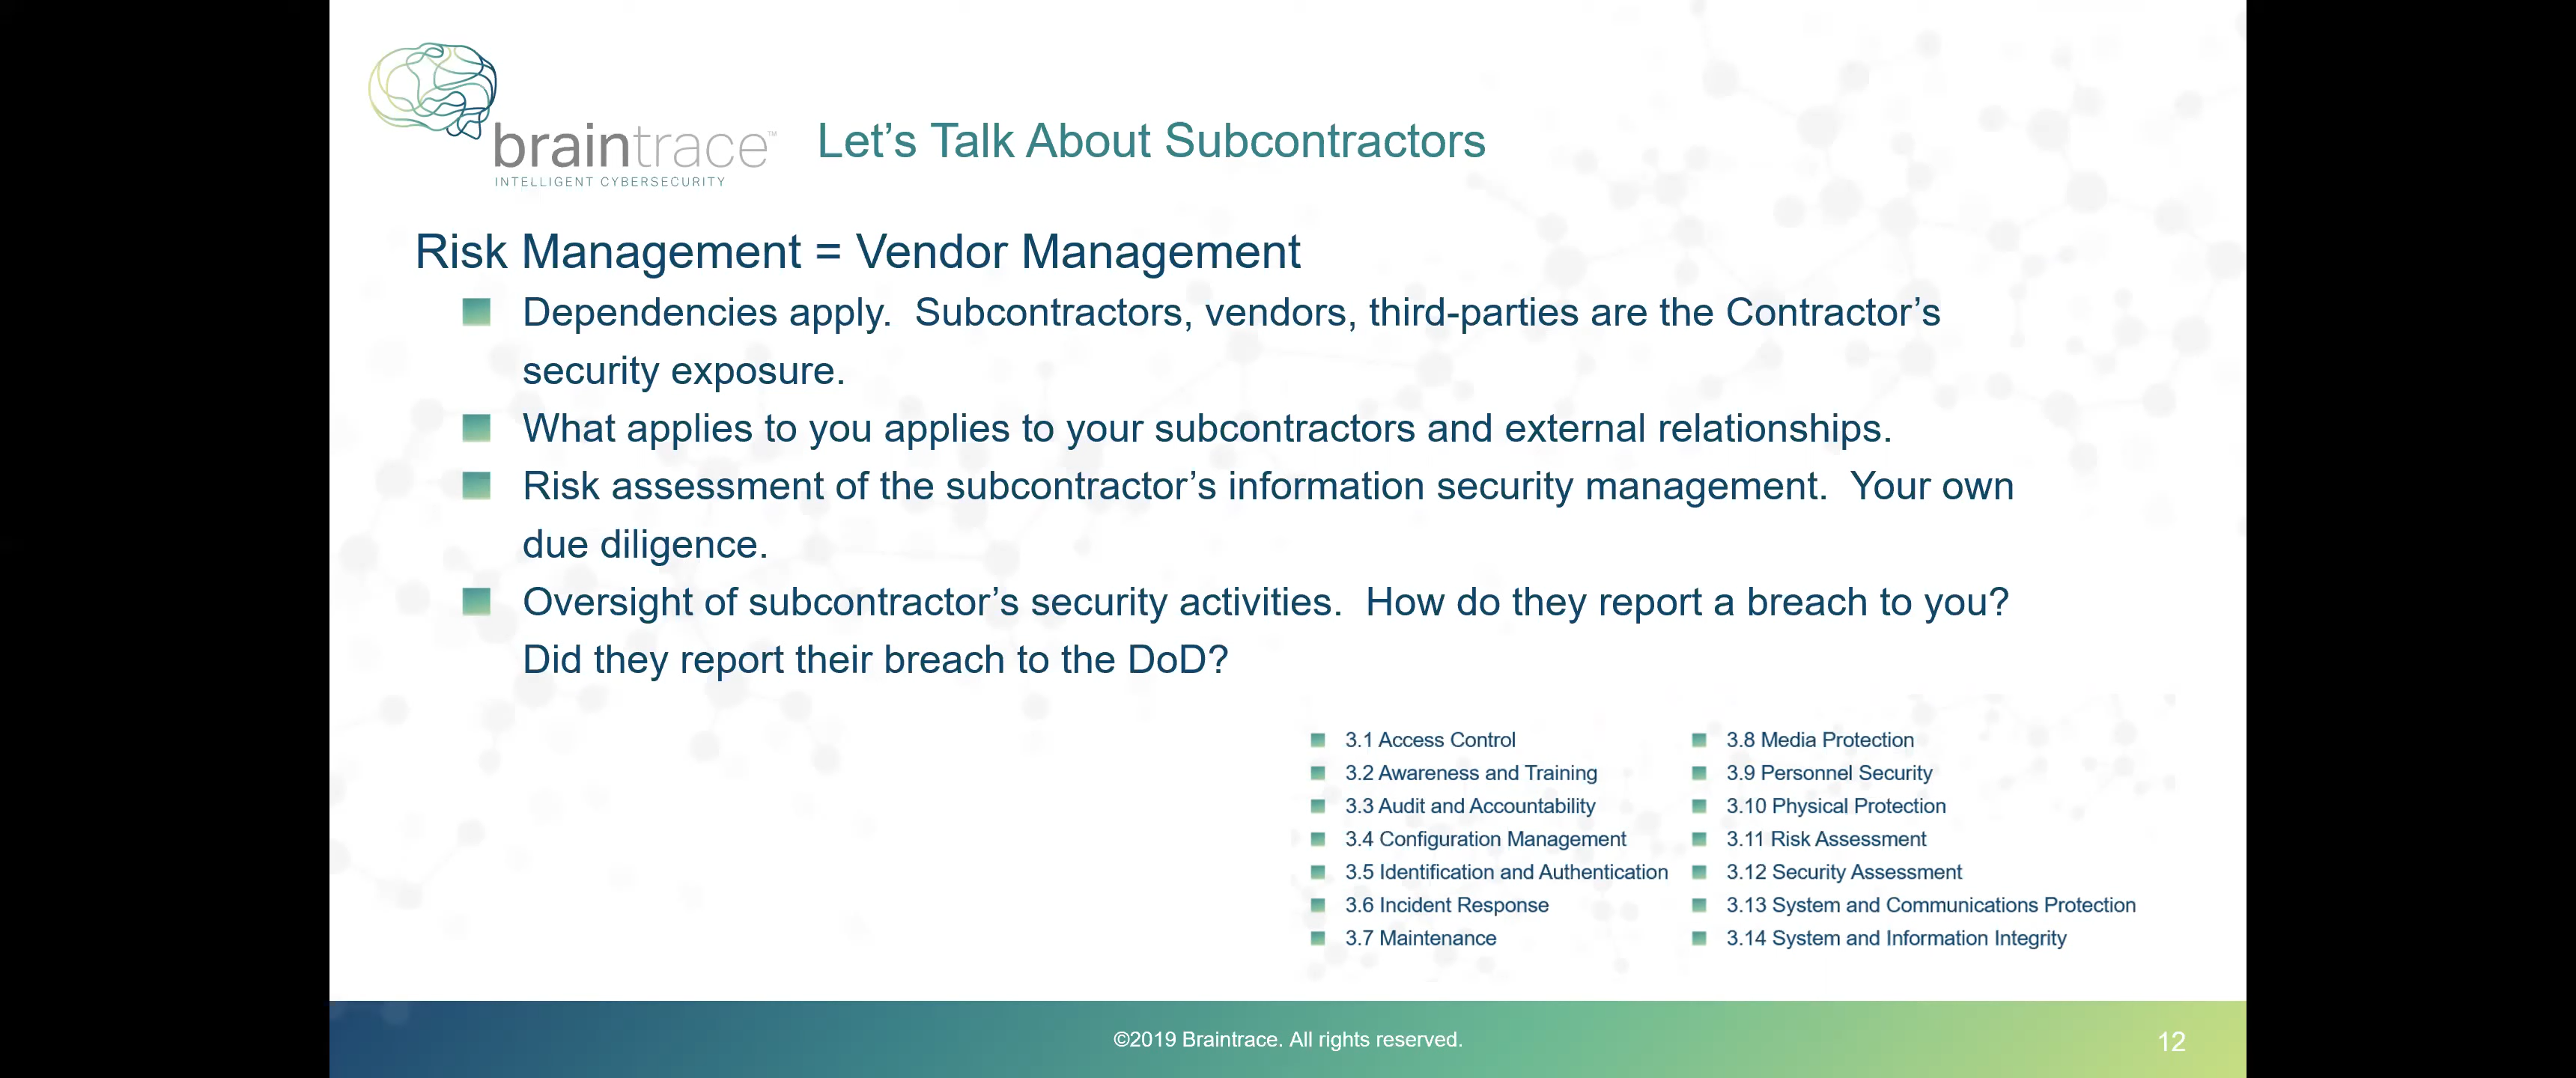 braintrace™
INTELLIGENT CYBERSECURITY
Let’s Talk About Subcontractors
Risk Management = Vendor Management
Dependencies apply.  Subcontractors, vendors, third-parties are the Contractor’s
security exposure.
What applies to you applies to your subcontractors and external relationships.
Risk assessment of the subcontractor’s information security management.  Your own
due diligence.
Oversight of subcontractor’s security activities.  How do they report a breach to you?
Did they report their breach to the DoD?
3.1 Access Control
3.2 Awareness and Training
3.3 Audit and Accountability
3.4 Configuration Management
3.5 Identification and Authentication
3.6 Incident Response
3.7 Maintenance
3.8 Media Protection
3.9 Personnel Security
3.10 Physical Protection
3.11 Risk Assessment
3.12 Security Assessment
3.13 System and Communications Protection
3.14 System and Information Integrity
©2019 Braintrace. All rights reserved.
12